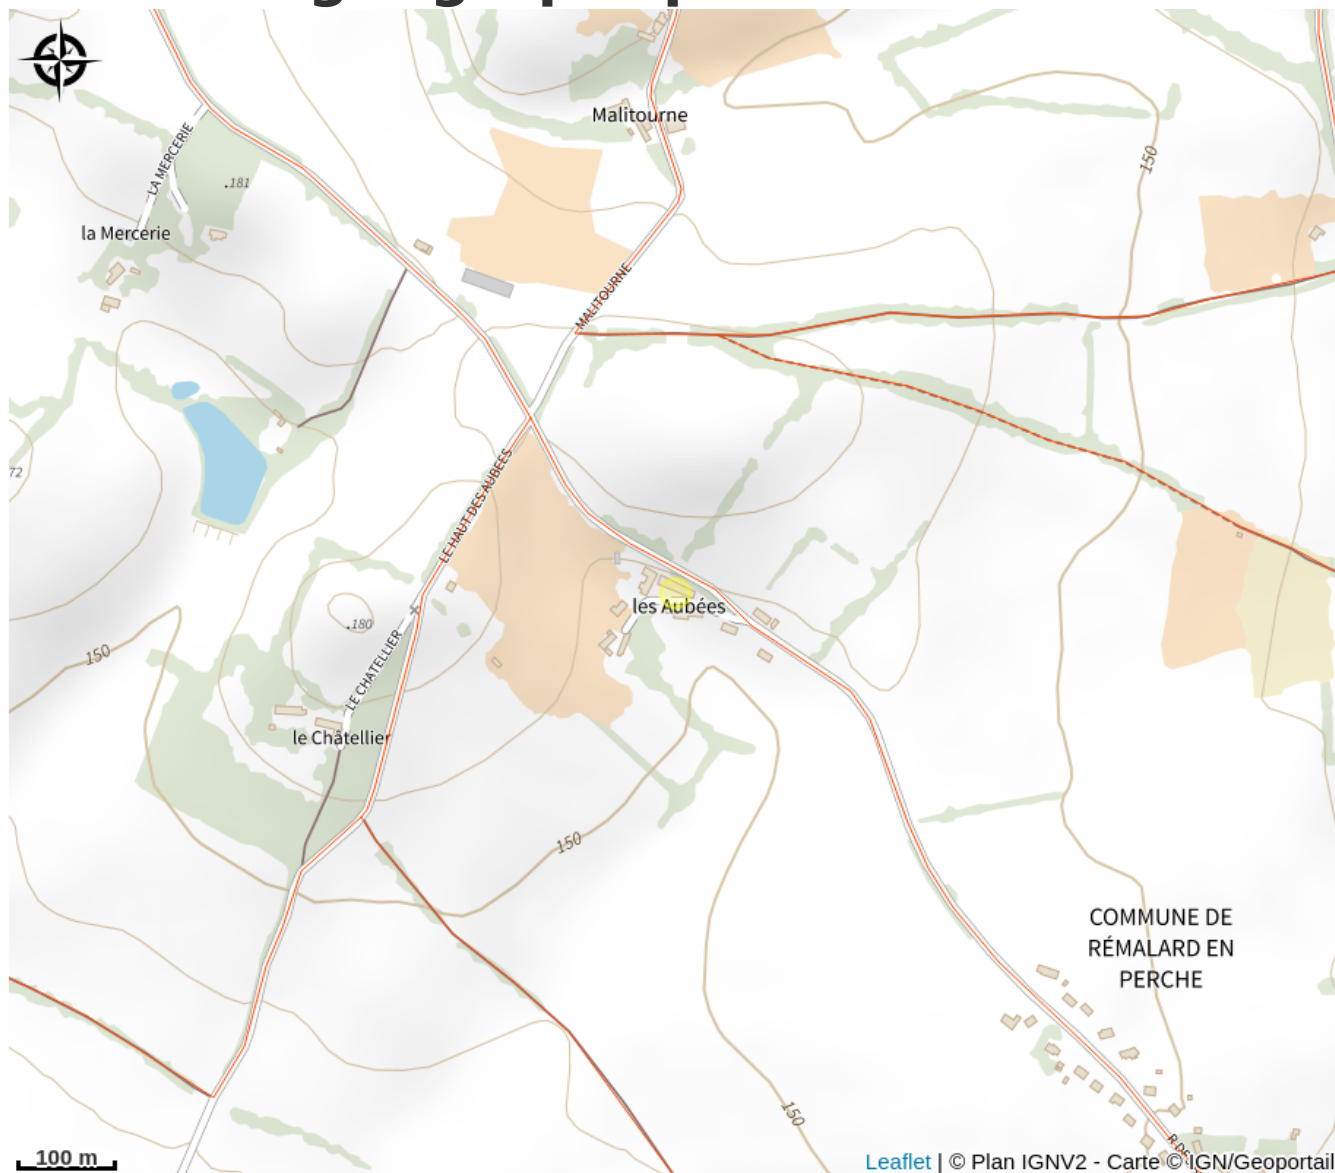 Malitourne
150
LA MERCERIE
.181
la Mercerie
MALITOURNE
72
LE HAUT DES AUBÉES
les Aubées
.180
150
LE CHATELLIER
le Châtellier
150
COMMUNE DE
RÉMALARD EN
PERCHE
150
R DE
100 m
Leaflet | © Plan IGNV2 - Carte © IGN/Geoportail